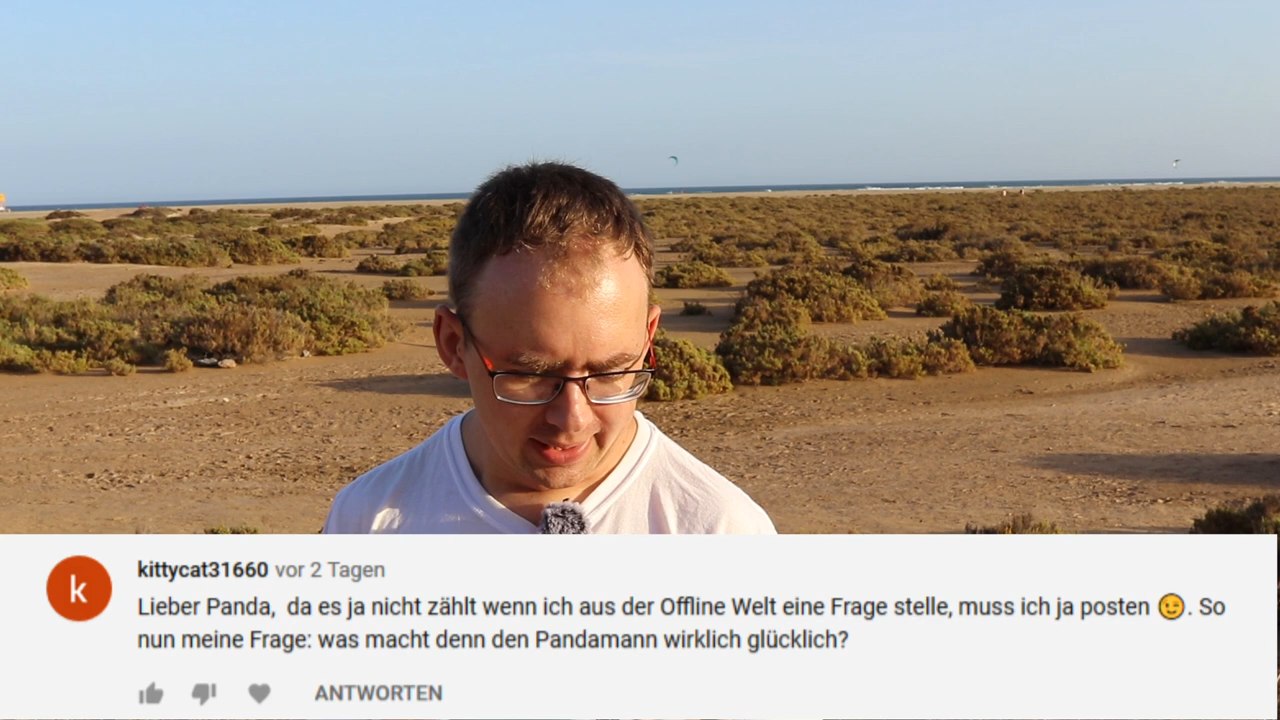 k
kittycat31660 vor 2 Tagen
Lieber Panda, da es ja nicht zählt wenn ich aus der Offline Welt eine Frage stelle, muss ich ja posten 😉. So
nun meine Frage: was macht denn den Pandamann wirklich glücklich?
ANTWORTEN